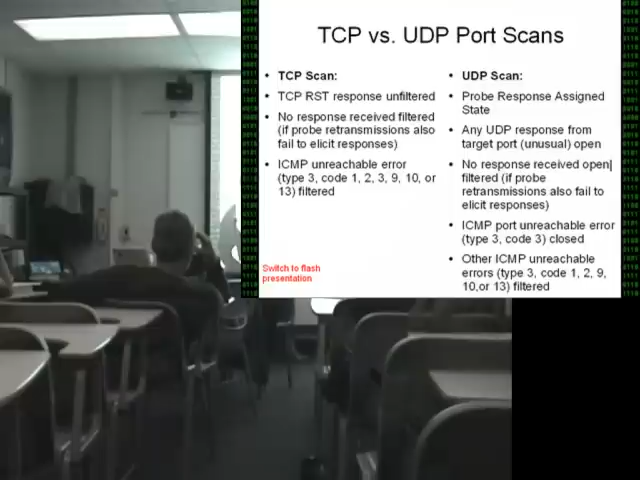 TCP vs. UDP Port Scans
• TCP Scan:
• TCP RST response unfiltered
• No response received filtered
(if probe retransmissions also
fail to elicit responses)
• ICMP unreachable error
(type 3, code 1, 2, 3, 9, 10, or
13) filtered
• UDP Scan:
• Probe Response Assigned
State
• Any UDP response from
target port (unusual) open
• No response received open|
filtered (if probe
retransmissions also fail to
elicit responses)
• ICMP port unreachable error
(type 3, code 3) closed
• Other ICMP unreachable
errors (type 3, code 1, 2, 9,
10,or 13) filtered
Switch to flash
presentation